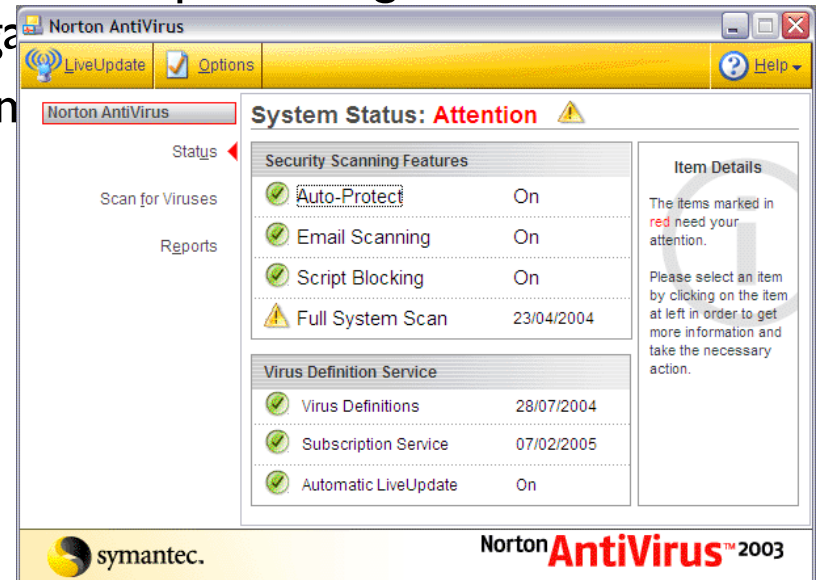 Norton AntiVirus
LiveUpdate Options Help
Norton AntiVirus
Status
Scan for Viruses
Reports
System Status: Attention
Security Scanning Features
Auto-Protect On
Email Scanning On
Script Blocking On
Full System Scan 23/04/2004
Virus Definition Service
Virus Definitions 28/07/2004
Subscription Service 07/02/2005
Automatic LiveUpdate On
Item Details
The items marked in
red need your
attention.
Please select an item
by clicking on the item
at left in order to get
more information and
take the necessary
action.
symantec.
Norton AntiVirus™ 2003